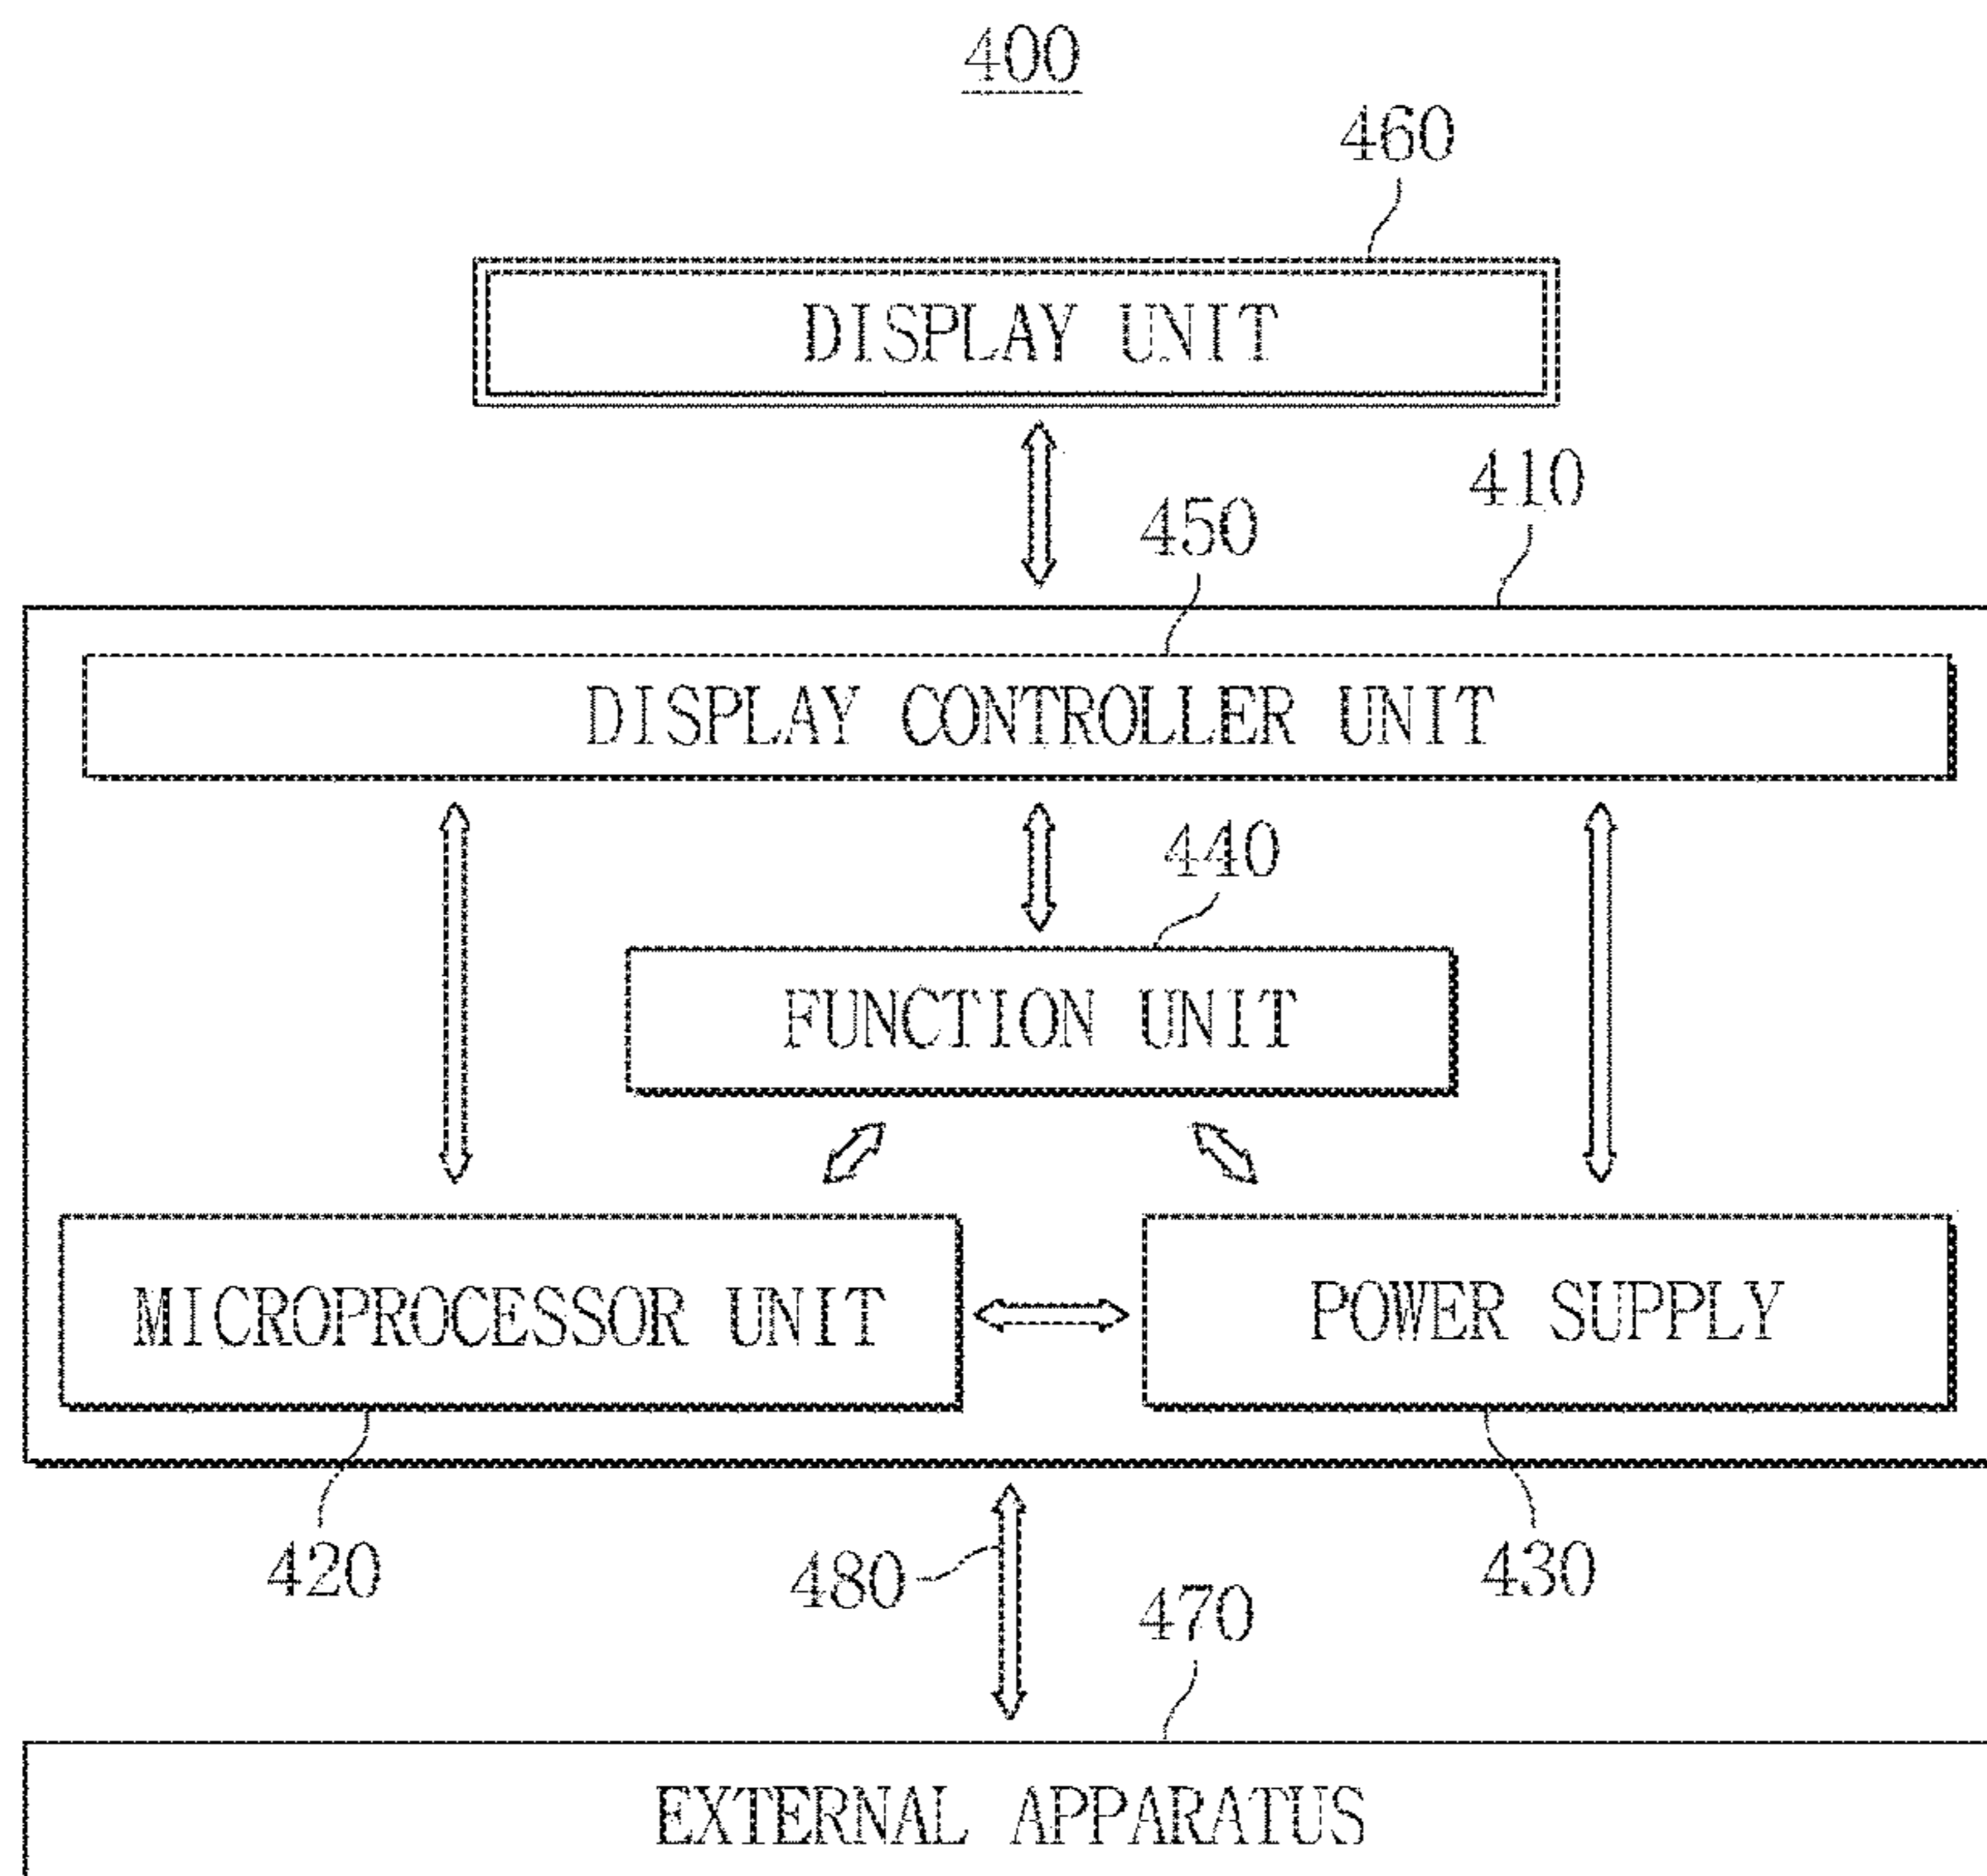 400
460
DISPLAY UNIT
410
450
DISPLAY CONTROLLER UNIT
440
FUNCTION UNIT
MICROPROCESSOR UNIT
POWER SUPPLY
420
480
430
470
EXTERNAL APPARATUS